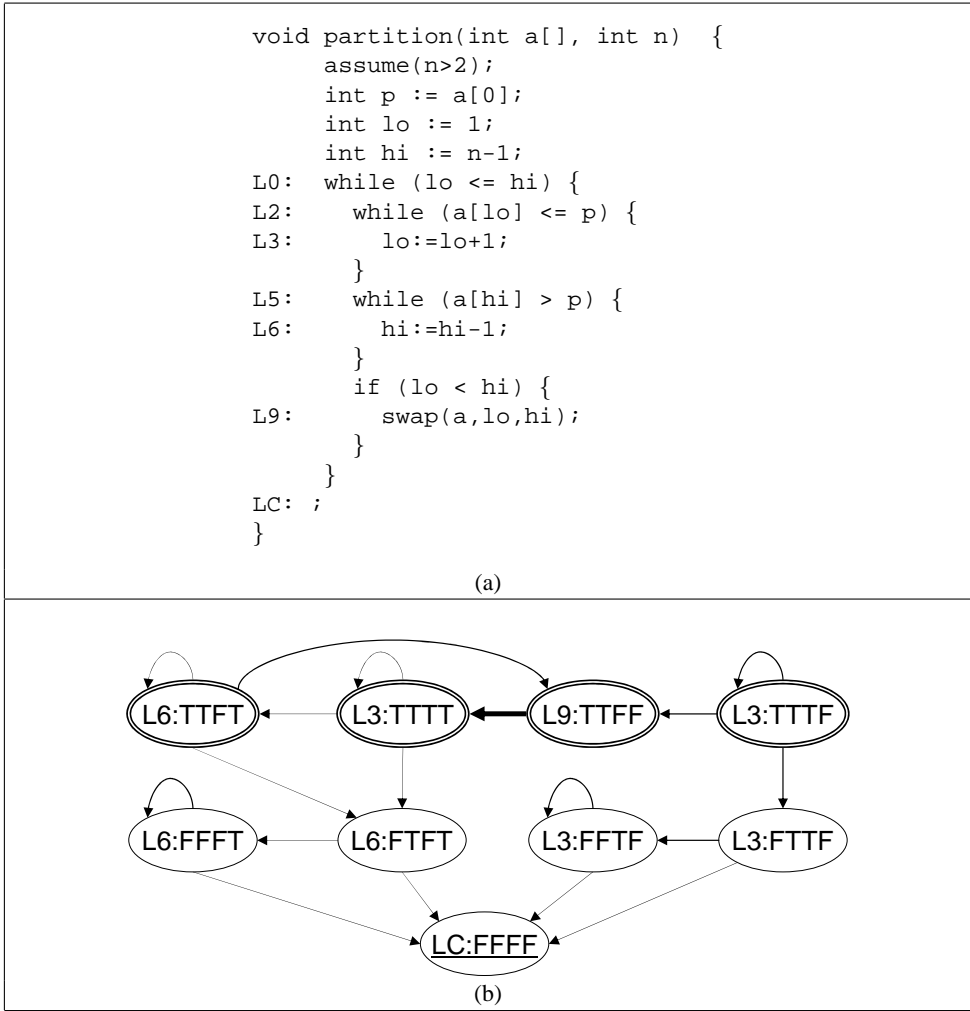 void partition(int a[], int n) {
assume(n>2);
int p := a[0];
int lo := 1;
int hi := n-1;
L0: while (lo <= hi) {
L2: while (a[lo] <= p) {
L3: lo:=lo+1;
}
L5: while (a[hi] > p) {
L6: hi:=hi-1;
}
if (lo < hi) {
L9: swap(a,lo,hi);
}
}
LC: ;
}
(a)
L6:TTFT L3:TTTT L9:TTFF L3:TTTF
L6:FFFT L6:FTFT L3:FFTF L3:FTTF
LC:FFFF
(b)